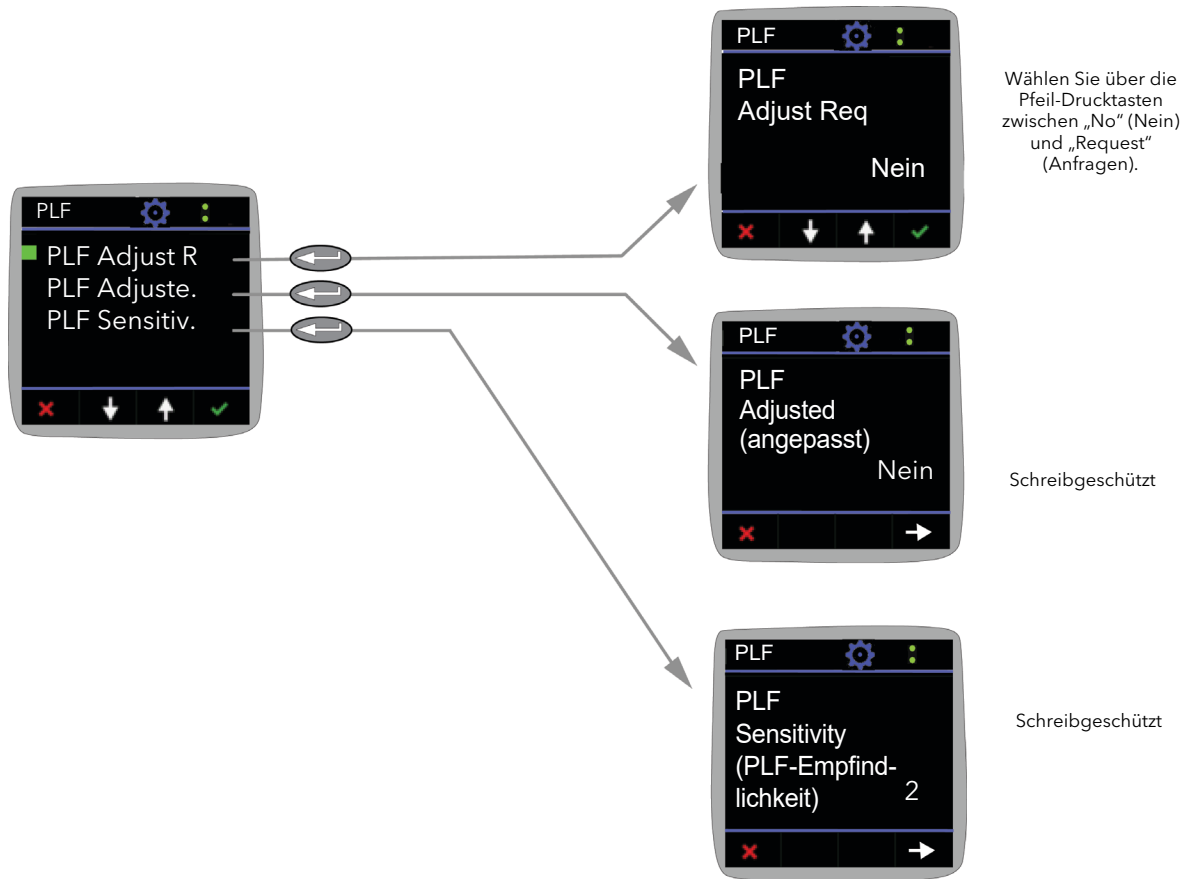 PLF
PLF Adjust R
PLF Adjuste.
PLF Sensitiv.
PLF
PLF
Adjust Req
Nein
Wählen Sie über die
Pfeil-Drucktasten
zwischen „No“ (Nein)
und „Request“
(Anfragen).
PLF
PLF
Adjusted
(angepasst)
Nein
Schreibgeschützt
PLF
PLF
Sensitivity
(PLF-Empfind-
lichkeit) 2
Schreibgeschützt